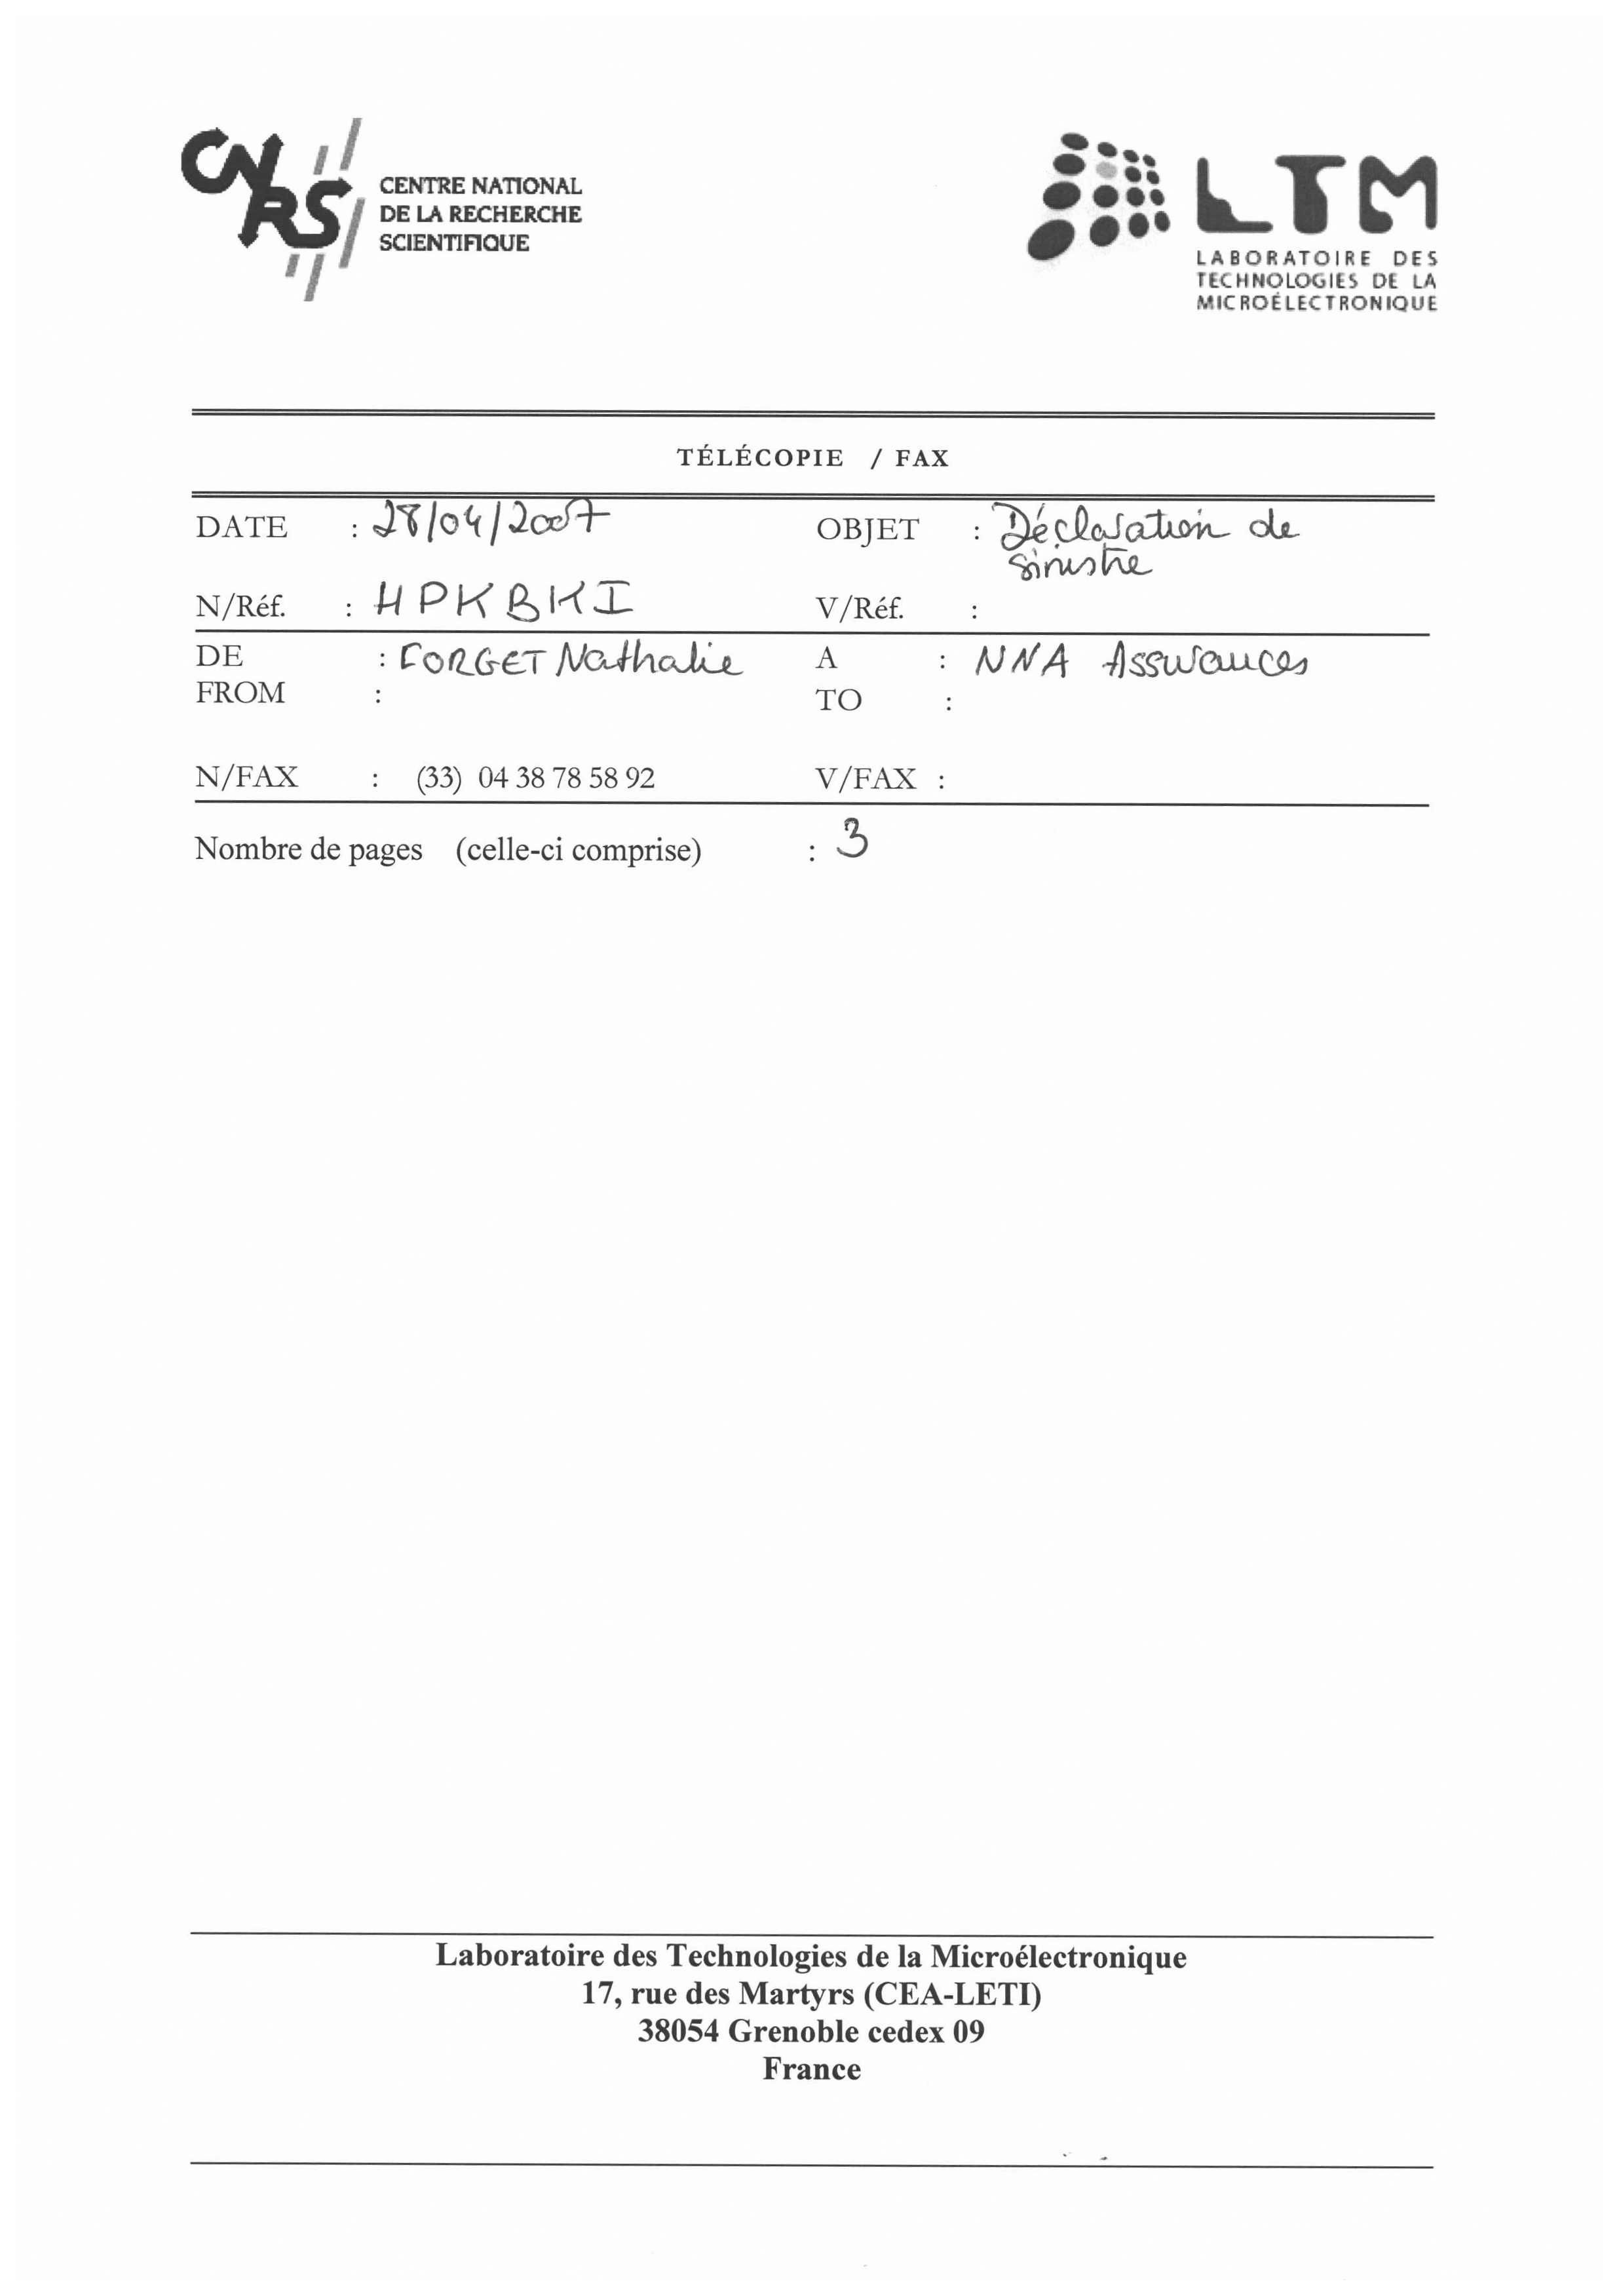 CNRS
CENTRE NATIONAL
DE LA RECHERCHE
SCIENTIFIQUE
LTM
LABORATOIRE DES
TECHNOLOGIES DE LA
MICROÉLECTRONIQUE
TÉLÉCOPIE / FAX
DATE : 28/04/2007 OBJET : Déclaration de
sinistre
N/Réf. : HPKBKI V/Réf. :
DE : FORGET Nathalie A : NNA Assurances
FROM : TO :
N/FAX : (33) 04 38 78 58 92 V/FAX :
Nombre de pages (celle-ci comprise) : 3
Laboratoire des Technologies de la Microélectronique
17, rue des Martyrs (CEA-LETI)
38054 Grenoble cedex 09
France